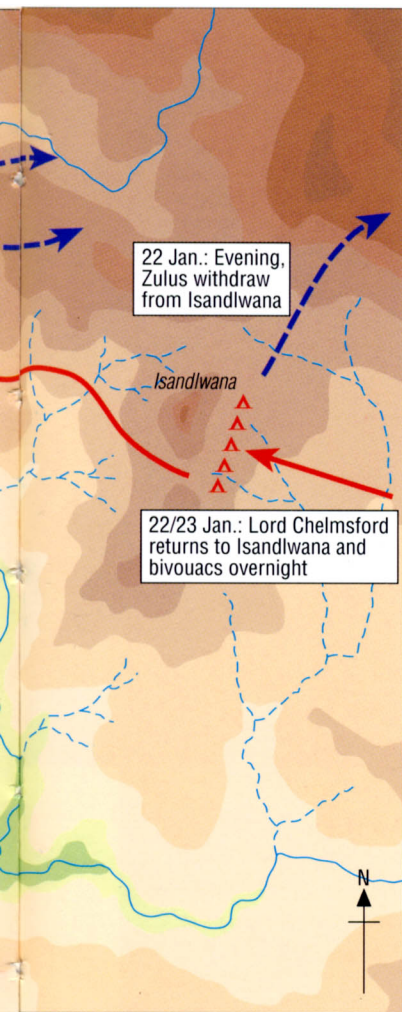 22 Jan.: Evening,
Zulus withdraw
from Isandlwana
Isandlwana
22/23 Jan.: Lord Chelmsford
returns to Isandlwana and
bivouacs overnight
N